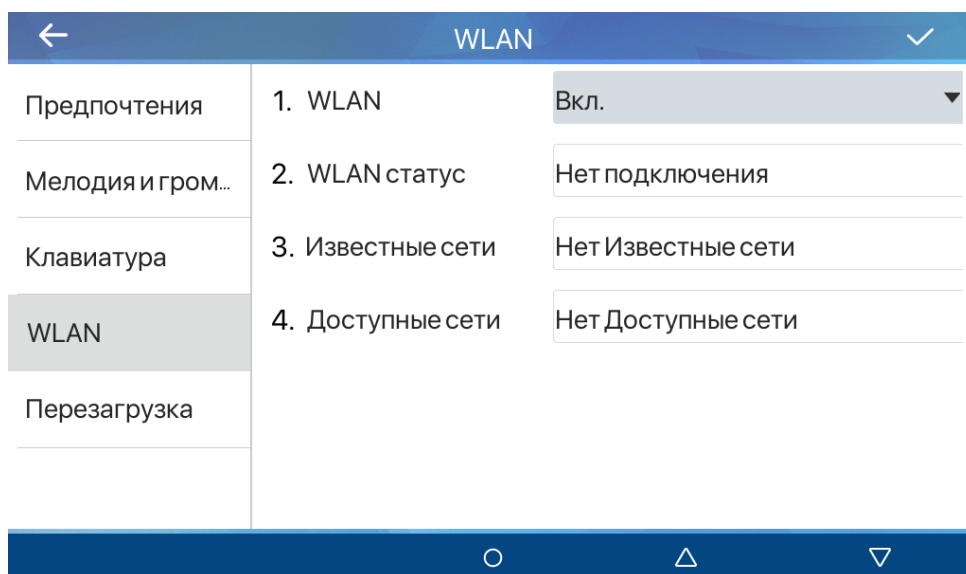 WLAN
Предпочтения
Мелодия и гром...
Клавиатура
WLAN
Перезагрузка
1. WLAN Вкл.
2. WLAN статус Нет подключения
3. Известные сети Нет Известные сети
4. Доступные сети Нет Доступные сети